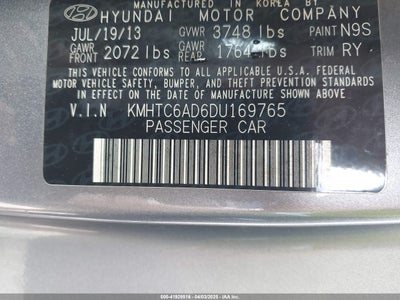 MANUFACTURED IN KOREA BY
HYUNDAI MOTOR COMPANY
JUL/19/13 GVWR 3748 lbs PAINT N9S
GAWR FRONT 2072 lbs GAWR REAR 1764 lbs TRIM RY
THIS VEHICLE CONFORMS TO ALL APPLICABLE U.S. FEDERAL
MOTOR VEHICLE SAFETY, BUMPER, AND THEFT PREVENTION
STANDARDS IN EFFECT ON THE DATE OF MANUFACTURE SHOWN ABOVE.
V.I.N KMHTC6AD6DU169765
PASSENGER CAR